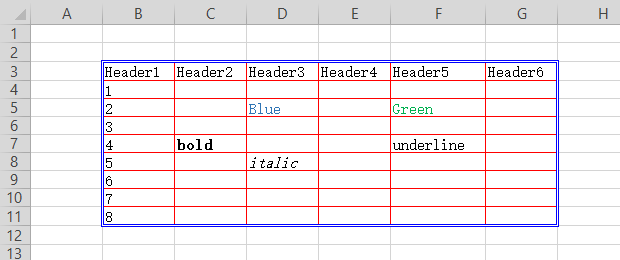 A B C D E F G H
1
2
3 Header1 Header2 Header3 Header4 Header5 Header6
4 1
5 2 Blue Green
6 3
7 4 bold underline
8 5 italic
9 6
10 7
11 8
12
13